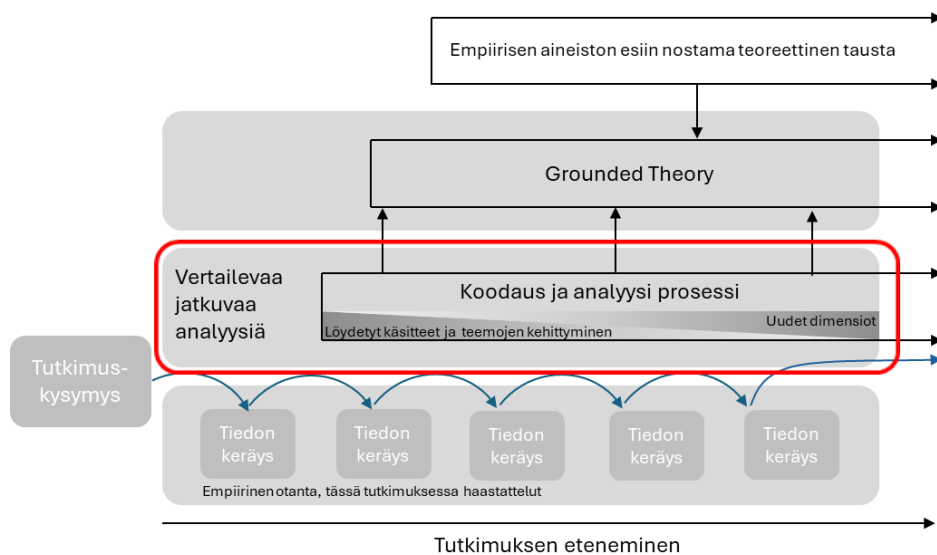 Empiirisen aineiston esiin nostama teoreettinen tausta
Grounded Theory
Vertailevaa
jatkuvaa
analyysiä
Koodaus ja analyysi prosessi
Uudet dimensiot
Löydetyt käsitteet ja teemojen kehittyminen
Tutkimus-
kysymys
Tiedon
keräys
Tiedon
keräys
Tiedon
keräys
Tiedon
keräys
Tiedon
keräys
Empiirinen otanta, tässä tutkimuksessa haastattelut
Tutkimuksen eteneminen